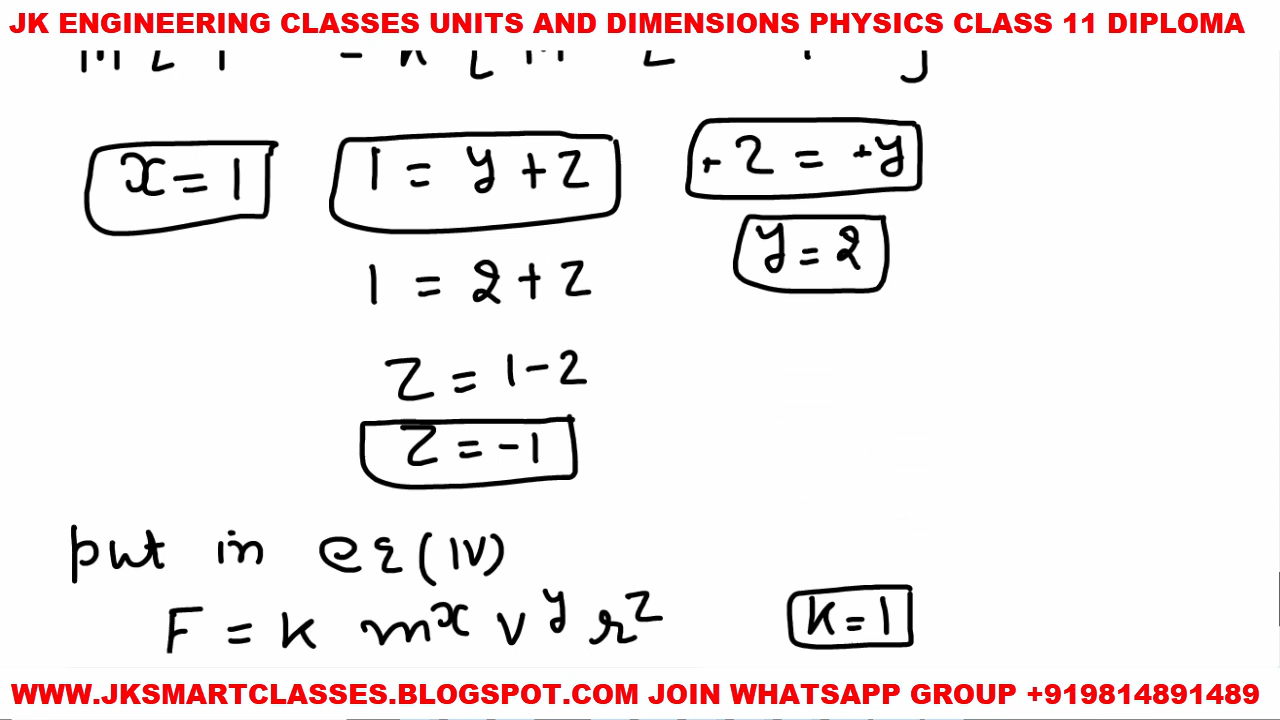 JK ENGINEERING CLASSES UNITS AND DIMENSIONS PHYSICS CLASS 11 DIPLOMA
x = 1 1 = y + z +2 = +y
y = 2
1 = 2 + z
z = 1 - 2
z = -1
put in eq (IV)
F = k m^x v^y r^z k = 1
WWW.JKSMARTCLASSES.BLOGSPOT.COM JOIN WHATSAPP GROUP +919814891489